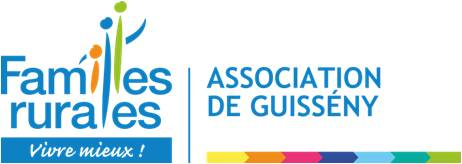 Familles
rurales
Vivre mieux !
ASSOCIATION
DE GUISSÉNY